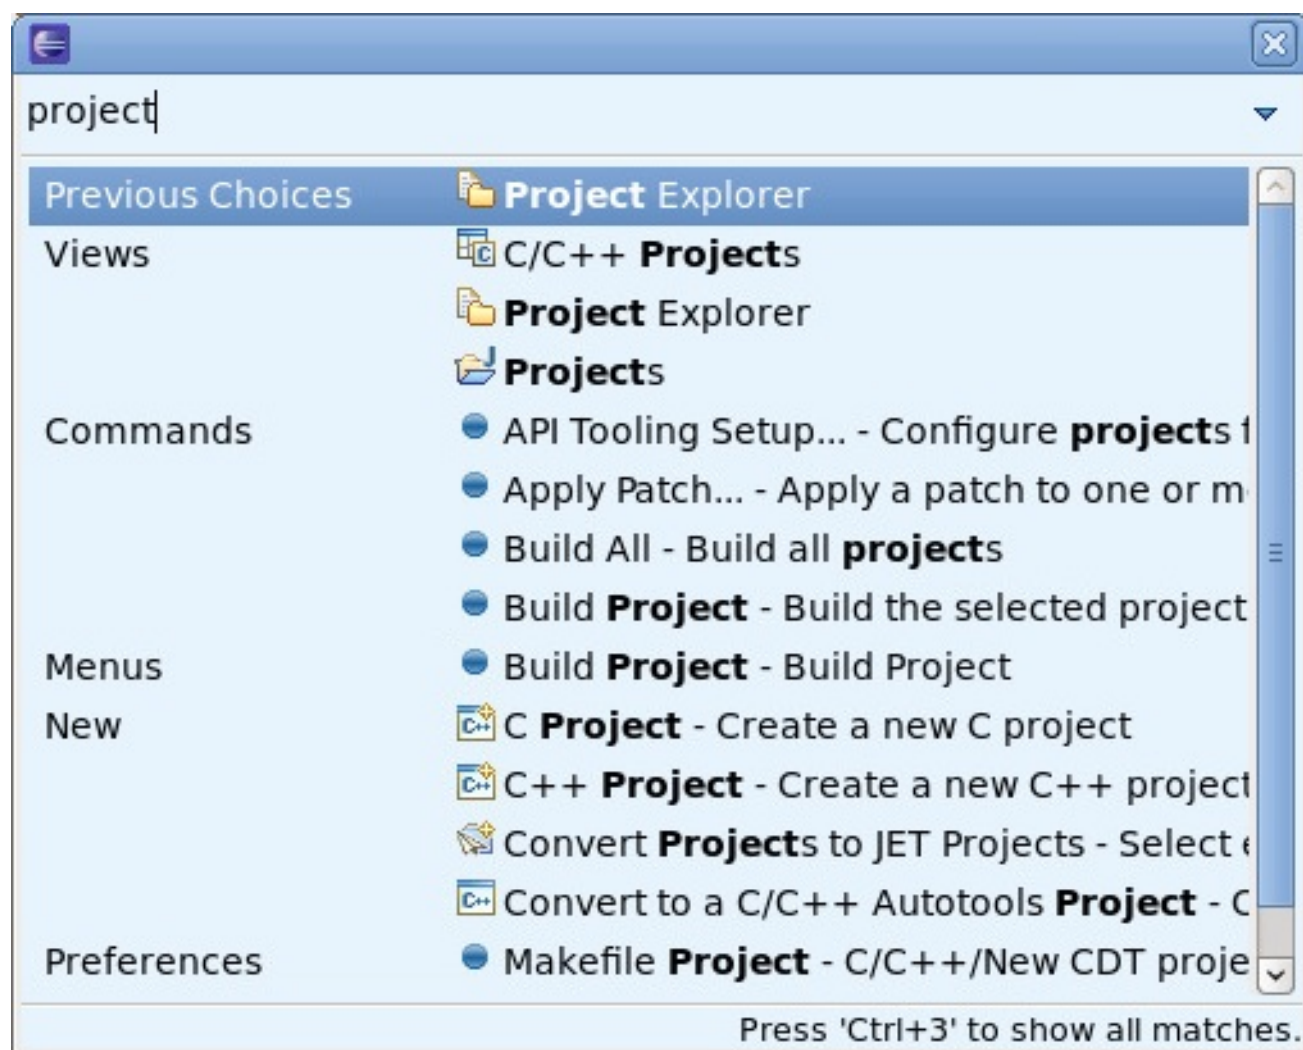 project
Previous Choices Project Explorer
Views C/C++ Projects
Project Explorer
Projects
Commands API Tooling Setup... - Configure projects
Apply Patch... - Apply a patch to one or
Build All - Build all projects
Build Project - Build the selected project
Menus Build Project - Build Project
New C Project - Create a new C project
C++ Project - Create a new C++ project
Convert Projects to JET Projects - Select
Convert to a C/C++ Autotools Project - C
Preferences Makefile Project - C/C++/New CDT proje
Press 'Ctrl+3' to show all matches.